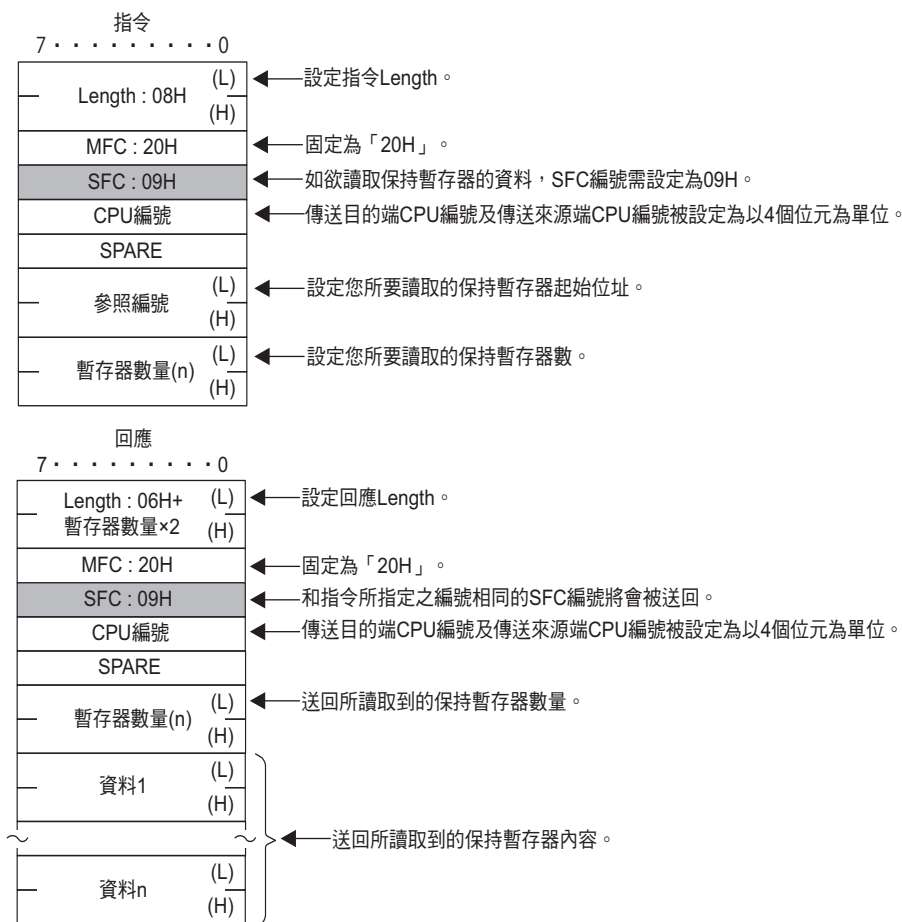 指令
7・・・・・・・・・0
Length : 08H (L) 設定指令Length。
(H)
MFC : 20H 固定為「20H」。
SFC : 09H 如欲讀取保持暫存器的資料，SFC編號需設定為09H。
CPU編號 傳送目的端CPU編號及傳送來源端CPU編號被設定為以4個位元為單位。
SPARE
參照編號 (L) 設定您所要讀取的保持暫存器起始位址。
(H)
暫存器數量(n) (L) 設定您所要讀取的保持暫存器數。
(H)
回應
7・・・・・・・・・0
Length : 06H+ (L) 設定回應Length。
暫存器數量×2 (H)
MFC : 20H 固定為「20H」。
SFC : 09H 和指令所指定之編號相同的SFC編號將會被送回。
CPU編號 傳送目的端CPU編號及傳送來源端CPU編號被設定為以4個位元為單位。
SPARE
暫存器數量(n) (L) 送回所讀取到的保持暫存器數量。
(H)
資料1 (L)
(H)
送回所讀取到的保持暫存器內容。
資料n (L)
(H)